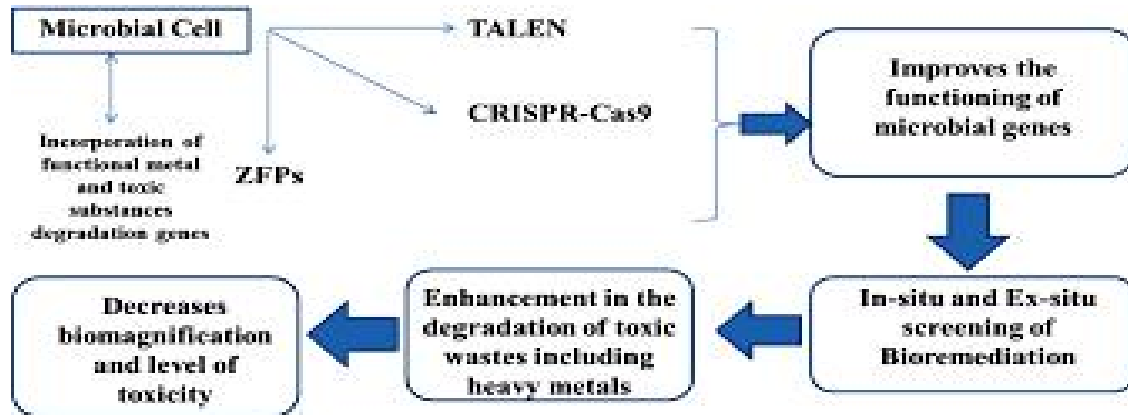 Microbial Cell
TALEN
CRISPR-Cas9
ZFPs
Incorporation of
functional metal
and toxic
substances
degradation genes
Improves the
functioning of
microbial genes
In-situ and Ex-situ
screening of
Bioremediation
Enhancement in the
degradation of toxic
wastes including
heavy metals
Decreases
biomagnification
and level of
toxicity